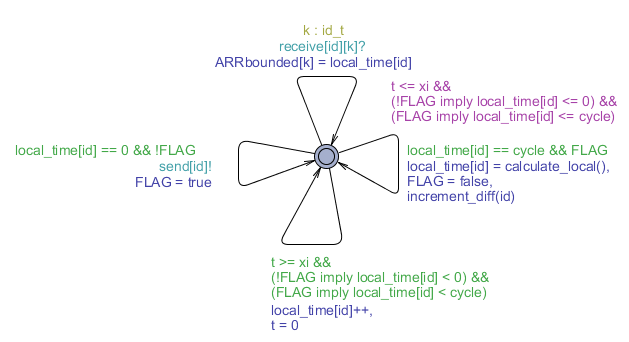 k : id_t
receive[id][k]?
ARRbounded[k] = local_time[id]
t <= xi &&
(!FLAG imply local_time[id] <= 0) &&
(FLAG imply local_time[id] <= cycle)
local_time[id] == 0 && !FLAG
send[id]!
FLAG = true
local_time[id] == cycle && FLAG
local_time[id] = calculate_local(),
FLAG = false,
increment_diff(id)
t >= xi &&
(!FLAG imply local_time[id] < 0) &&
(FLAG imply local_time[id] < cycle)
local_time[id]++,
t = 0